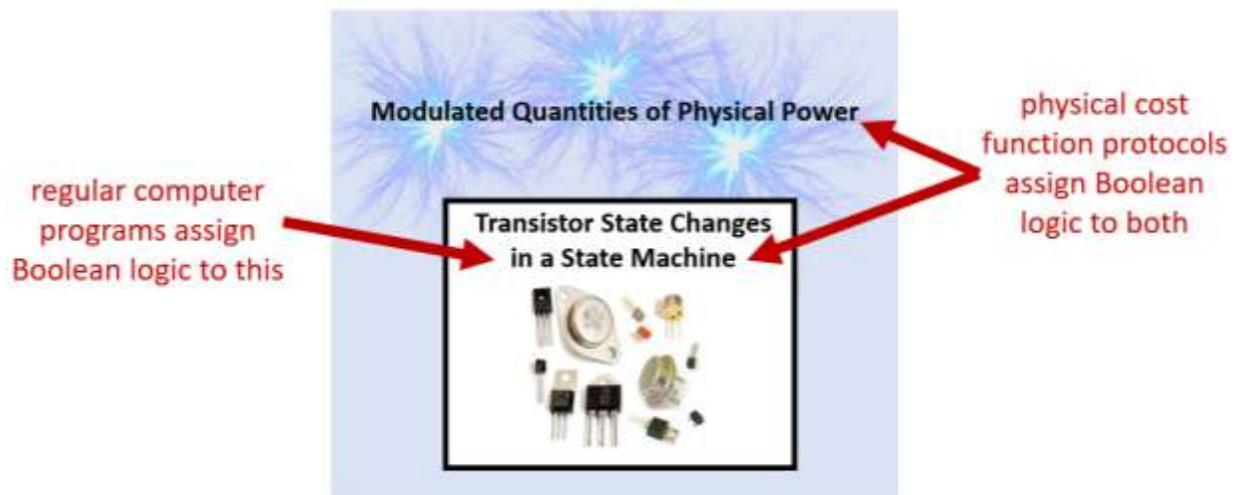 Modulated Quantities of Physical Power
physical cost
function protocols
assign Boolean
logic to both
regular computer
programs assign
Boolean logic to this
Transistor State Changes
in a State Machine